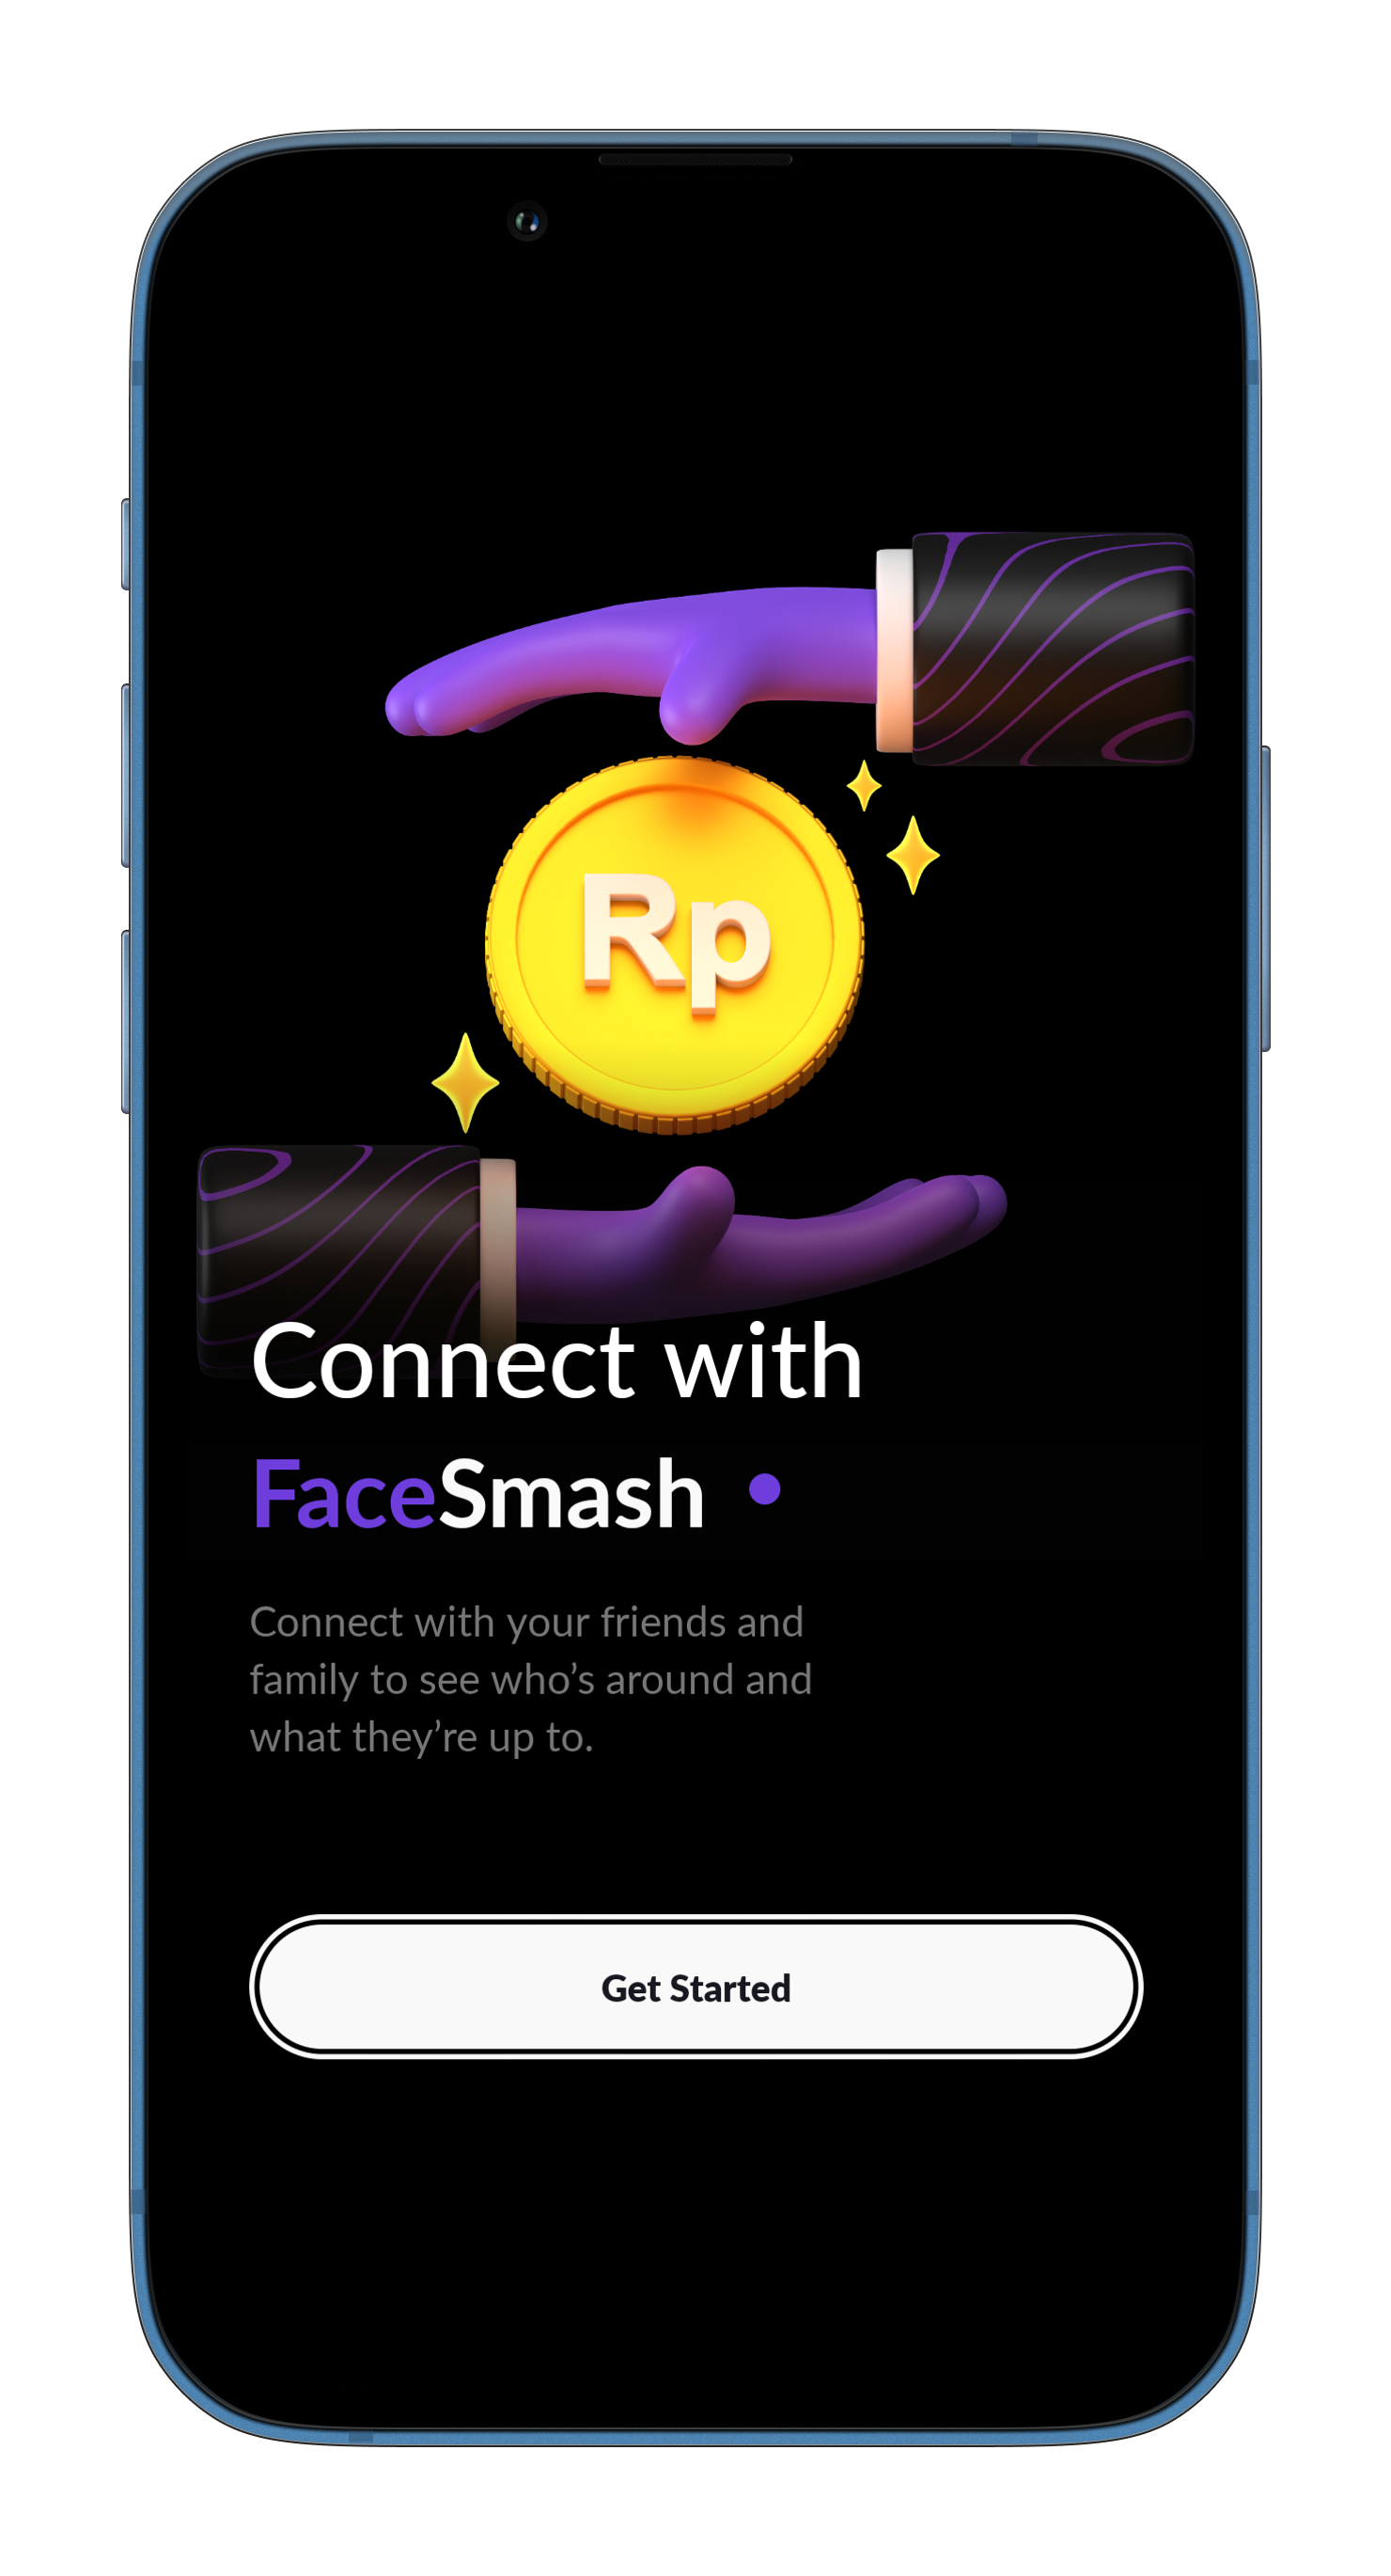 Rp
Connect with
FaceSmash
Connect with your friends and
family to see who’s around and
what they’re up to.
Get Started